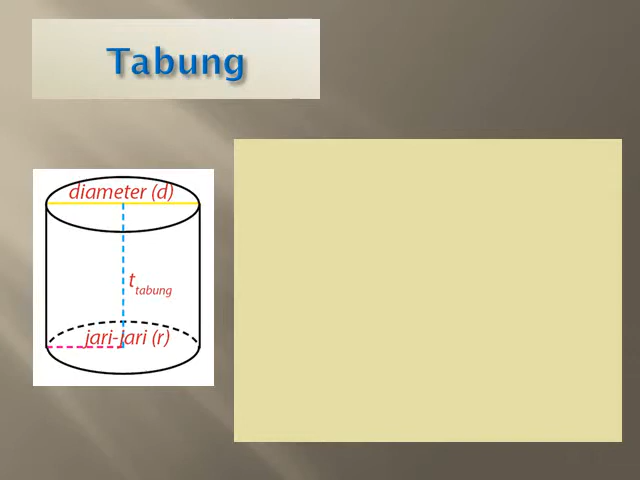 Tabung
diameter (d)
t tabung
jari-jari (r)